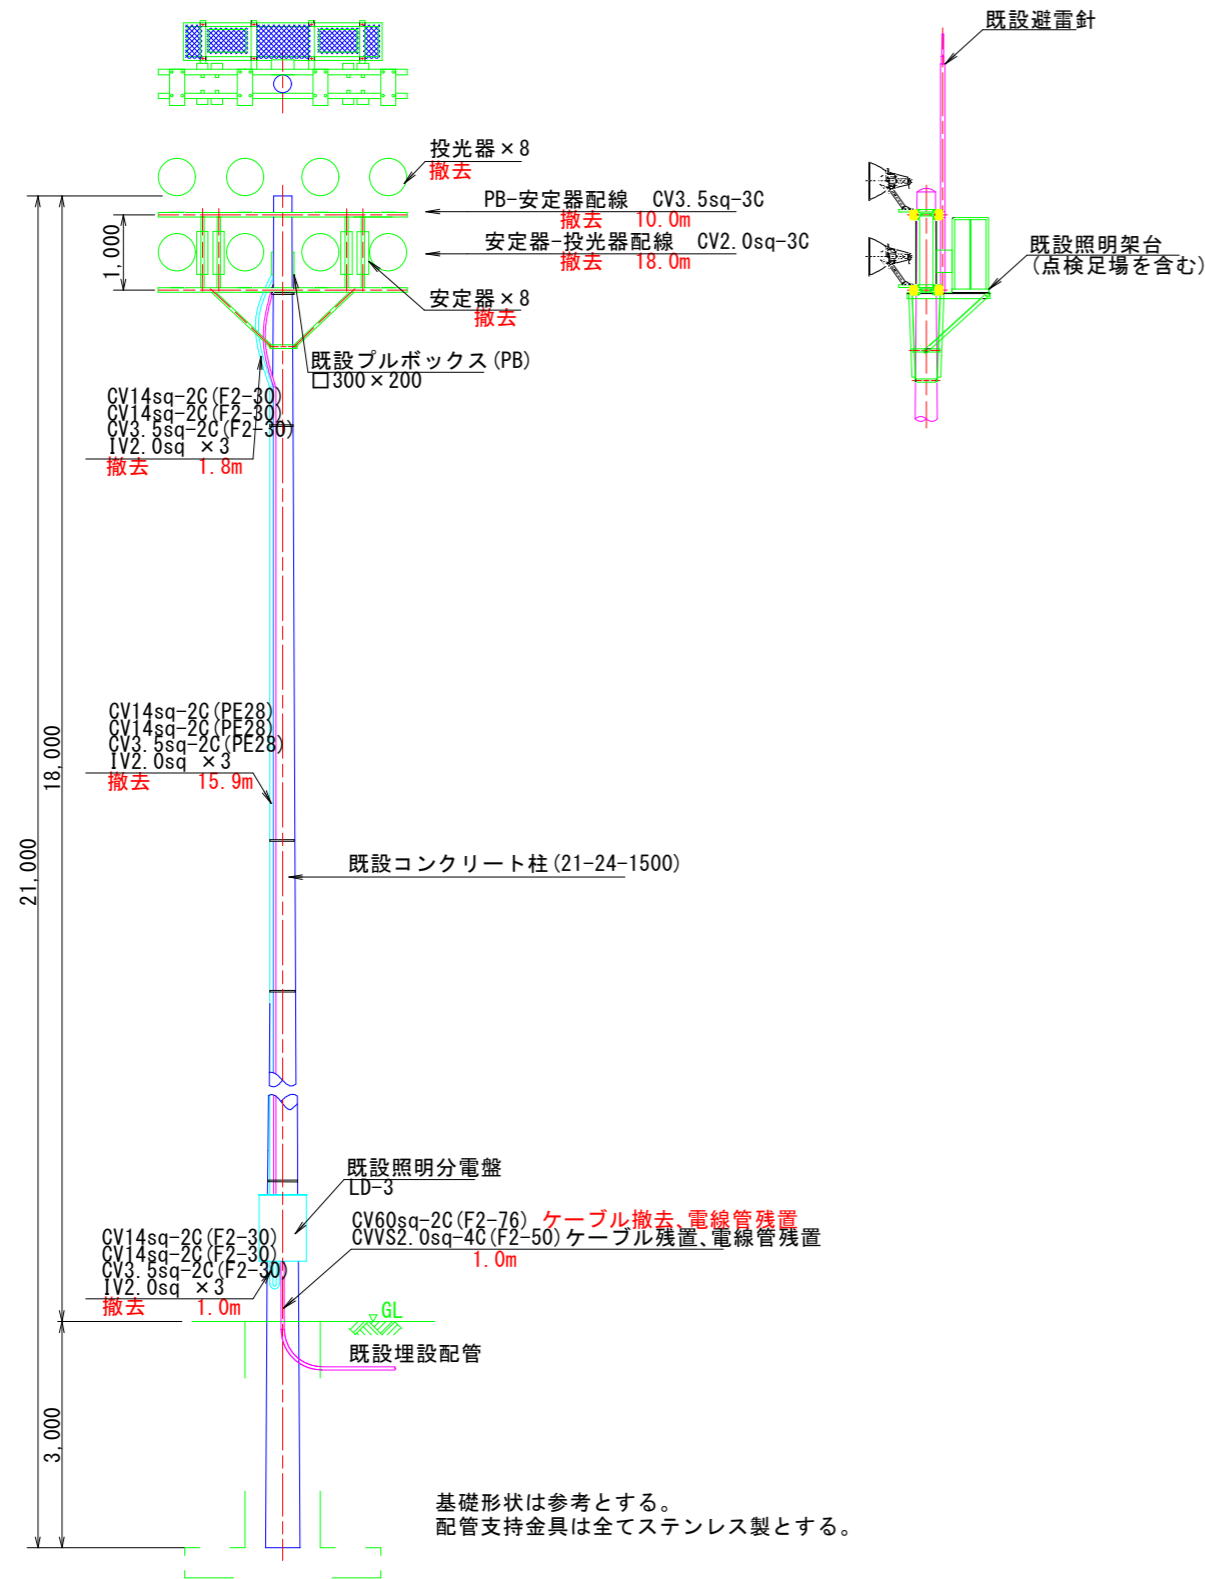 既設避雷針
投光器×8
撤去
PB-安定器配線 CV3.5sq-3C
撤去 10.0m
安定器-投光器配線 CV2.0sq-3C
撤去 18.0m
既設照明架台
(点検足場を含む)
1,000
安定器×8
撤去
既設プルボックス(PB)
□300×200
CV14sq-2C(F2-30)
CV14sq-2C(F2-30)
CV3.5sq-2C(F2-30)
IV2.0sq ×3
撤去 1.8m
CV14sq-2C(PE28)
CV14sq-2C(PE28)
CV3.5sq-2C(PE28)
IV2.0sq ×3
撤去 15.9m
18,000
21,000
既設コンクリート柱(21-24-1500)
既設照明分電盤
LD-3
CV60sq-2C(F2-76) ケーブル撤去、電線管残置
CVVS2.0sq-4C(F2-50)ケーブル残置、電線管残置
1.0m
CV14sq-2C(F2-30)
CV14sq-2C(F2-30)
CV3.5sq-2C(F2-30)
IV2.0sq ×3
撤去 1.0m
GL
既設埋設配管
3,000
基礎形状は参考とする。
配管支持金具は全てステンレス製とする。